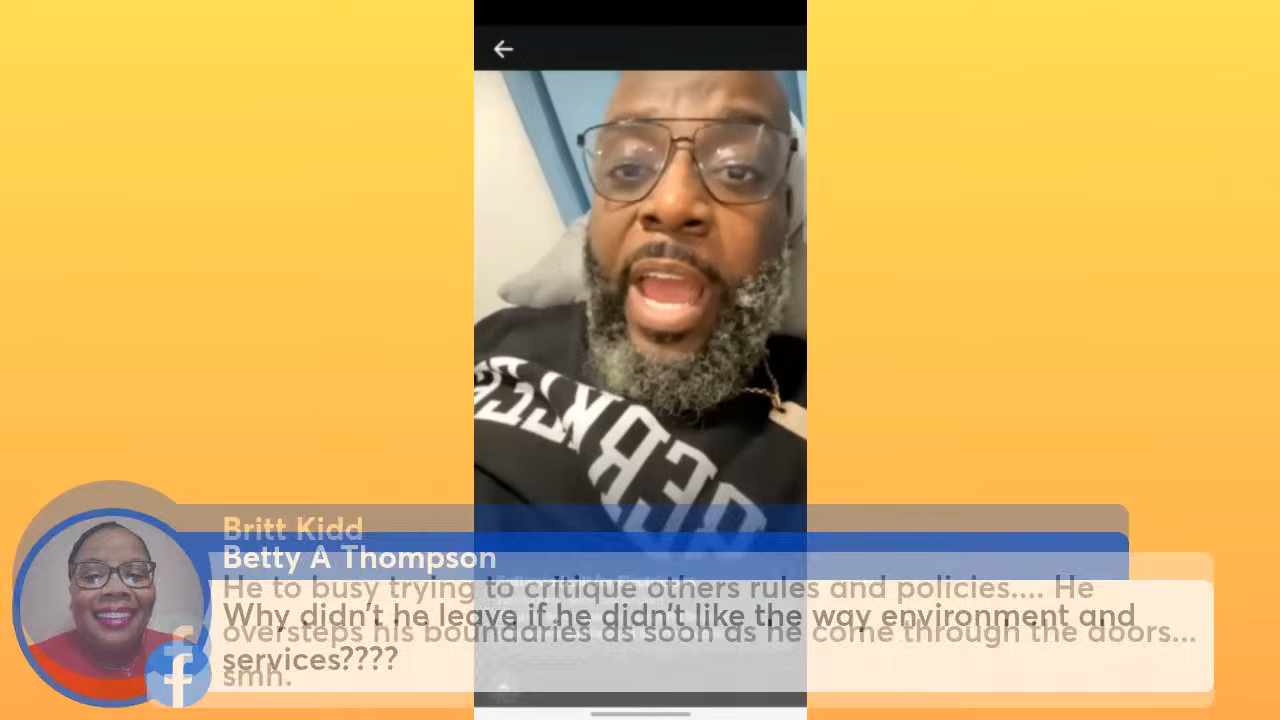 Britt Kidd
Betty A Thompson
He to busy trying to critique others rules and policies.... He
Why didn't he leave if he didn't like the way environment and
oversteps his boundaries as soon as he come through the doors...
services????
smh.